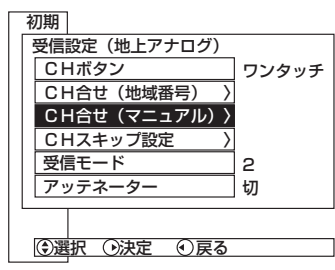 初期
受信設定（地上アナログ）
CHボタン ワンタッチ
CH合せ（地域番号） 〉
CH合せ（マニュアル）〉
CHスキップ設定 〉
受信モード 2
アッテネーター 切
選択 決定 戻る